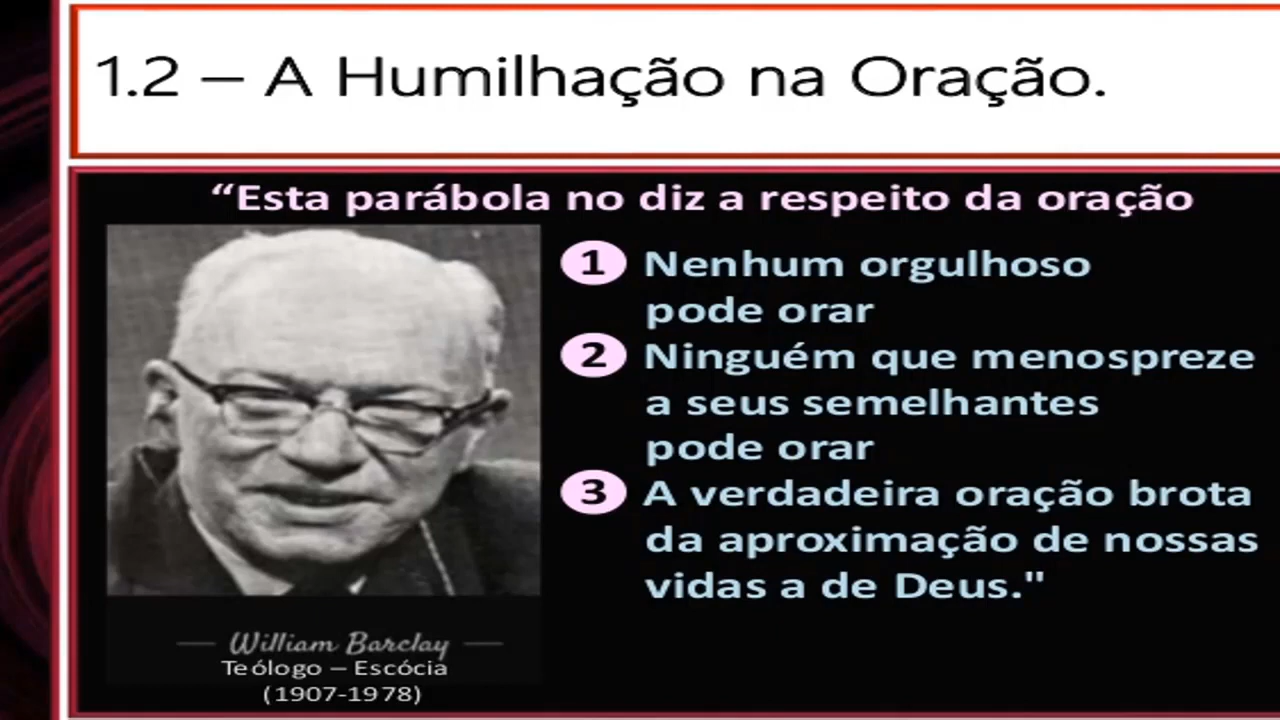 1.2 – A Humilhação na Oração.
“Esta parábola no diz a respeito da oração
1 Nenhum orgulhoso
pode orar
2 Ninguém que menospreze
a seus semelhantes
pode orar
3 A verdadeira oração brota
da aproximação de nossas
vidas a de Deus."
— William Barclay —
Teólogo – Escócia
(1907-1978)